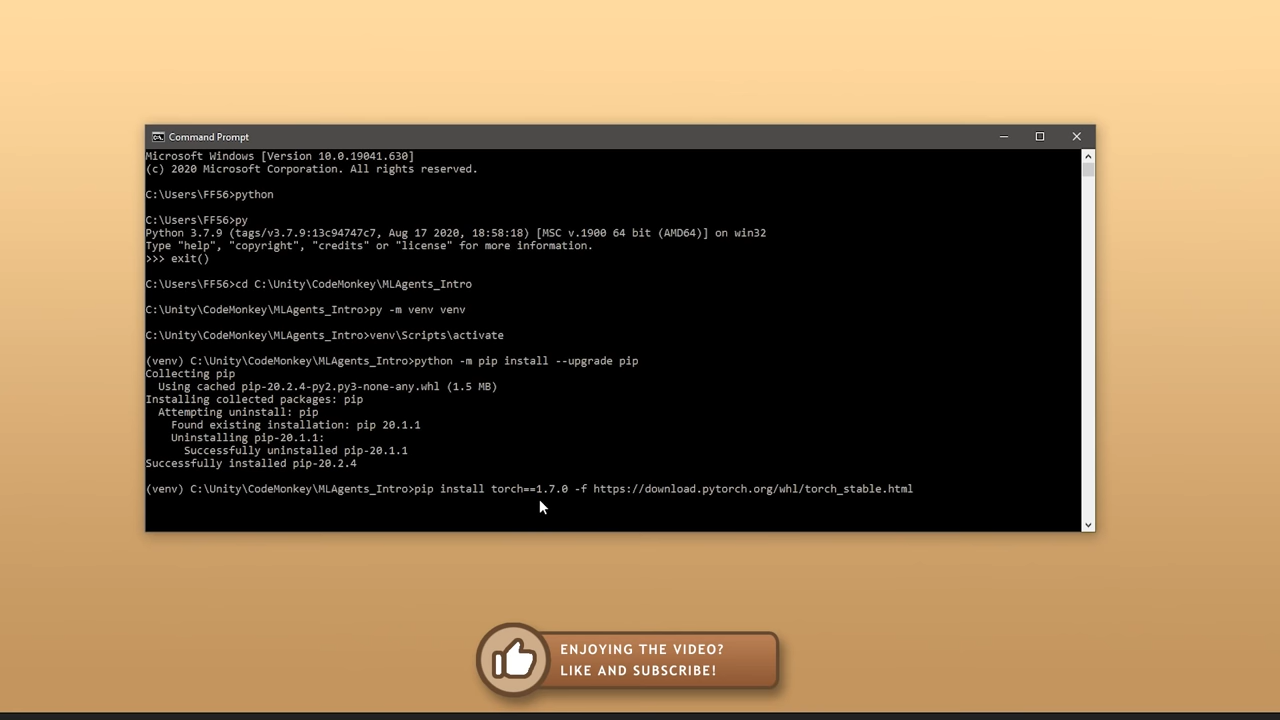 Command Prompt
Microsoft Windows [Version 10.0.19041.630]
(c) 2020 Microsoft Corporation. All rights reserved.
C:\Users\FF56>python
C:\Users\FF56>py
Python 3.7.9 (tags/v3.7.9:13c94747c7, Aug 17 2020, 18:58:18) [MSC v.1900 64 bit (AMD64)] on win32
Type "help", "copyright", "credits" or "license" for more information.
>>> exit()
C:\Users\FF56>cd C:\Unity\CodeMonkey\MLAgents_Intro
C:\Unity\CodeMonkey\MLAgents_Intro>py -m venv venv
C:\Unity\CodeMonkey\MLAgents_Intro>venv\Scripts\activate
(venv) C:\Unity\CodeMonkey\MLAgents_Intro>python -m pip install --upgrade pip
Collecting pip
Using cached pip-20.2.4-py2.py3-none-any.whl (1.5 MB)
Installing collected packages: pip
Attempting uninstall: pip
Found existing installation: pip 20.1.1
Uninstalling pip-20.1.1:
Successfully uninstalled pip-20.1.1
Successfully installed pip-20.2.4
(venv) C:\Unity\CodeMonkey\MLAgents_Intro>pip install torch==1.7.0 -f https://download.pytorch.org/whl/torch_stable.html
ENJOYING THE VIDEO?
LIKE AND SUBSCRIBE!